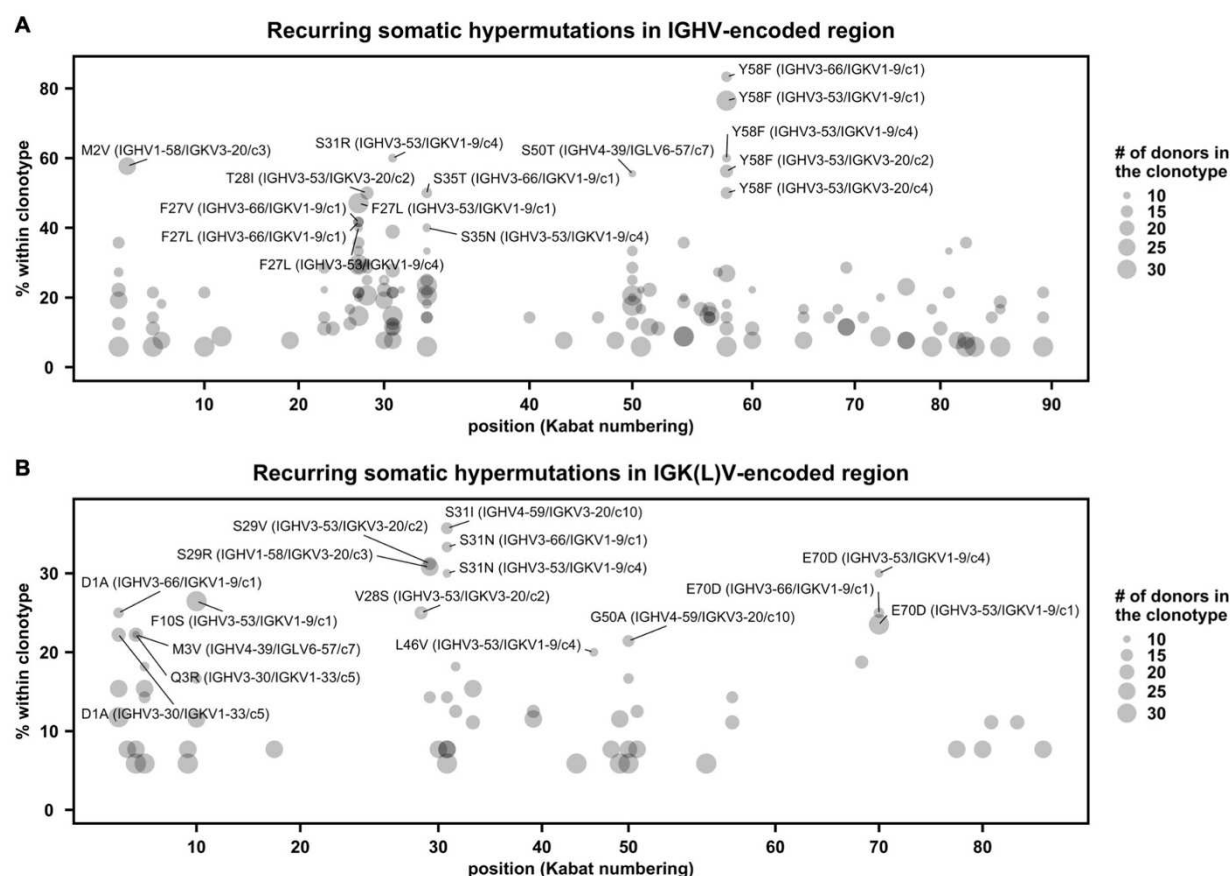 A
Recurring somatic hypermutations in IGHV-encoded region
% within clonotype
80
60
40
20
0
Y58F (IGHV3-66/IGKV1-9/c1)
Y58F (IGHV3-53/IGKV1-9/c1)
Y58F (IGHV3-53/IGKV1-9/c4)
Y58F (IGHV3-53/IGKV3-20/c2)
Y58F (IGHV3-20/IGKV3-20/c4)
M2V (IGHV1-58/IGKV3-20/c3)
S31R (IGHV3-53/IGKV1-9/c4)
S50T (IGHV4-39/IGLV6-57/c7)
T28I (IGHV3-53/IGKV3-20/c2)
S35T (IGHV3-66/IGKV1-9/c1)
F27V (IGHV3-66/IGKV1-9/c1)
F27L (IGHV3-53/IGKV1-9/c1)
F27L (IGHV3-66/IGKV1-9/c1)
S35N (IGHV3-53/IGKV1-9/c4)
F27L (IGHV3-53/IGKV1-9/c4)
10 20 30 40 50 60 70 80 90
position (Kabat numbering)
# of donors in
the clonotype
10
15
20
25
30
B
Recurring somatic hypermutations in IGK(L)V-encoded region
% within clonotype
30
20
10
0
S31I (IGHV4-59/IGKV3-20/c10)
S29V (IGHV3-53/IGKV3-20/c2)
S31N (IGHV3-66/IGKV1-9/c1)
S29R (IGHV1-58/IGKV3-20/c3)
S31N (IGHV3-53/IGKV1-9/c4)
E70D (IGHV3-53/IGKV1-9/c4)
D1A (IGHV3-66/IGKV1-9/c1)
V28S (IGHV3-53/IGKV3-20/c2)
E70D (IGHV3-66/IGKV1-9/c1)
F10S (IGHV3-53/IGKV1-9/c1)
G50A (IGHV4-59/IGKV3-20/c10)
E70D (IGHV3-53/IGKV1-9/c1)
M3V (IGHV4-39/IGLV6-57/c7)
L46V (IGHV3-53/IGKV1-9/c4)
Q3R (IGHV3-30/IGKV1-33/c5)
D1A (IGHV3-30/IGKV1-33/c5)
10 20 30 40 50 60 70 80
position (Kabat numbering)
# of donors in
the clonotype
10
15
20
25
30